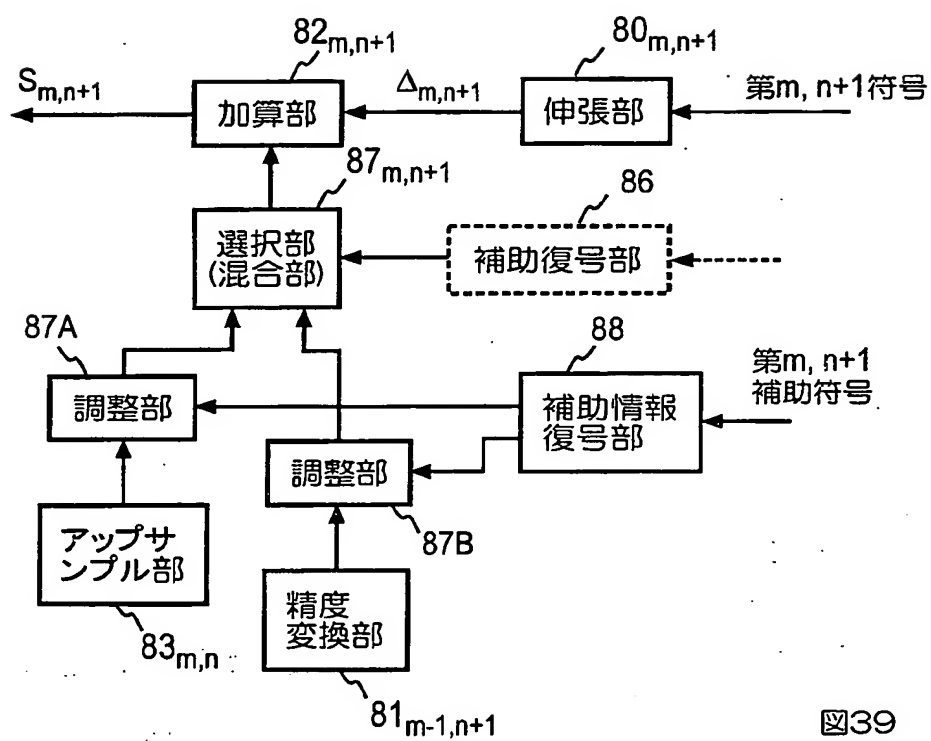 82m,n+1
80m,n+1
Sm,n+1
Δm,n+1
第m, n+1符号
加算部
伸張部
87m,n+1
86
選択部
(混合部)
補助復号部
87A
88
第m, n+1
補助符号
調整部
補助情報
復号部
調整部
87B
アップサ
ンプル部
精度
変換部
83m,n
81m-1,n+1
図39